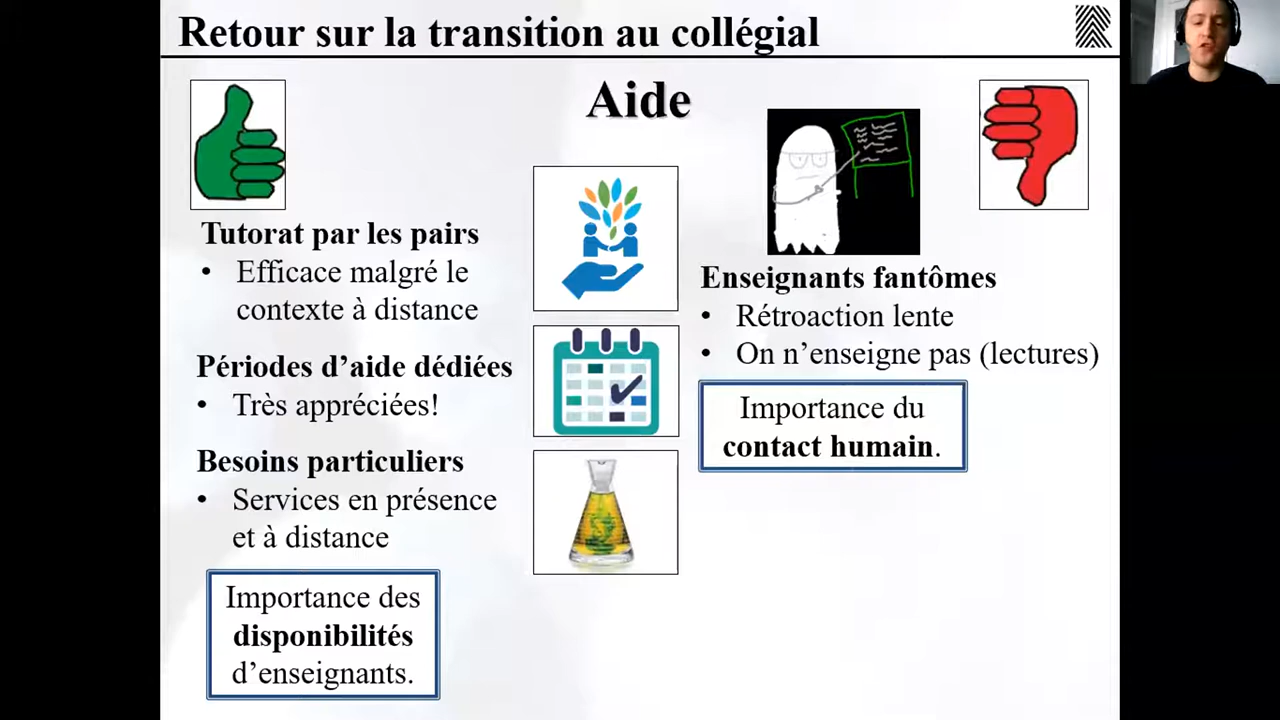 Retour sur la transition au collégial
Aide
Tutorat par les pairs
• Efficace malgré le
contexte à distance
Périodes d’aide dédiées
• Très appréciées!
Besoins particuliers
• Services en présence
et à distance
Importance des
disponibilités
d’enseignants.
Enseignants fantômes
• Rétroaction lente
• On n’enseigne pas (lectures)
Importance du
contact humain.